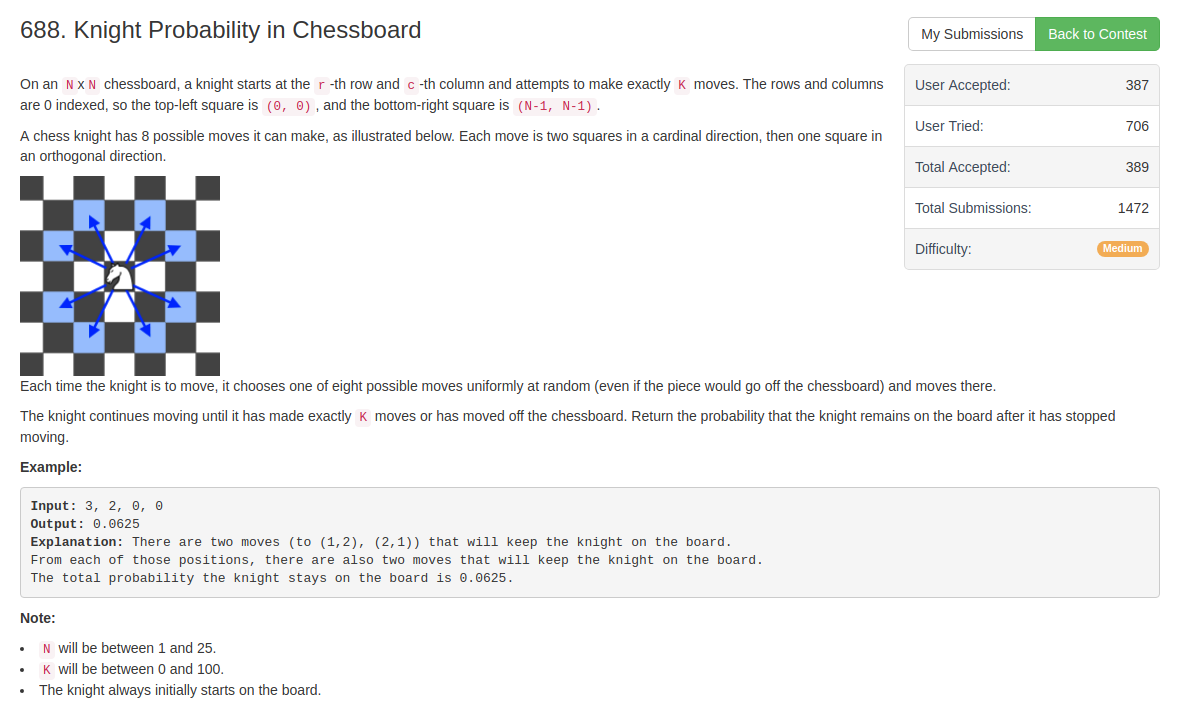 688. Knight Probability in Chessboard
My Submissions
Back to Contest
On an N x N chessboard, a knight starts at the r -th row and c -th column and attempts to make exactly K moves. The rows and columns
are 0 indexed, so the top-left square is (0, 0) , and the bottom-right square is (N-1, N-1) .
A chess knight has 8 possible moves it can make, as illustrated below. Each move is two squares in a cardinal direction, then one square in
an orthogonal direction.
User Accepted: 387
User Tried: 706
Total Accepted: 389
Total Submissions: 1472
Difficulty: Medium
Each time the knight is to move, it chooses one of eight possible moves uniformly at random (even if the piece would go off the chessboard) and moves there.
The knight continues moving until it has made exactly K moves or has moved off the chessboard. Return the probability that the knight remains on the board after it has stopped
moving.
Example:
Input: 3, 2, 0, 0
Output: 0.0625
Explanation: There are two moves (to (1,2), (2,1)) that will keep the knight on the board.
From each of those positions, there are also two moves that will keep the knight on the board.
The total probability the knight stays on the board is 0.0625.
Note:
• N will be between 1 and 25.
• K will be between 0 and 100.
• The knight always initially starts on the board.